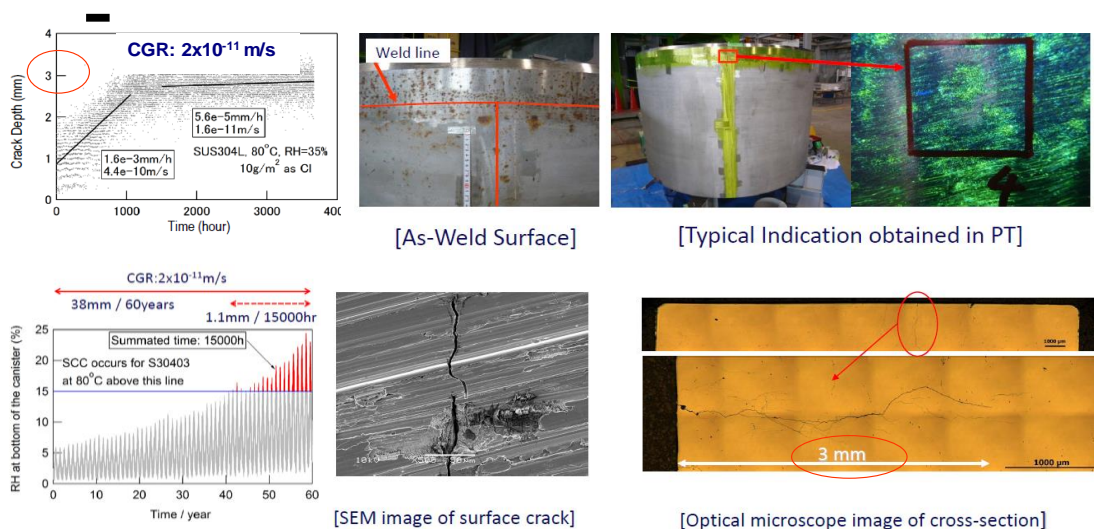 CGR: 2x10⁻¹¹ m/s
4
3
2
1
0
Crack Depth (mm)
5.6e-5mm/h
1.6e-11m/s
SUS304L, 80°C, RH=35%
10g/m² as Cl
1.6e-3mm/h
4.4e-10m/s
0 1000 2000 3000 400
Time (hour)
Weld line
[As-Weld Surface]
[Typical Indication obtained in PT]
CGR:2x10⁻¹¹m/s
38mm / 60years
1.1mm / 15000hr
25
20
15
10
5
0
RH at bottom of the canister (%)
Summated time: 15000h
SCC occurs for S30403
at 80°C above this line
0 10 20 30 40 50 60
Time / year
[SEM image of surface crack]
1000 µm
3 mm
1000 µm
[Optical microscope image of cross-section]